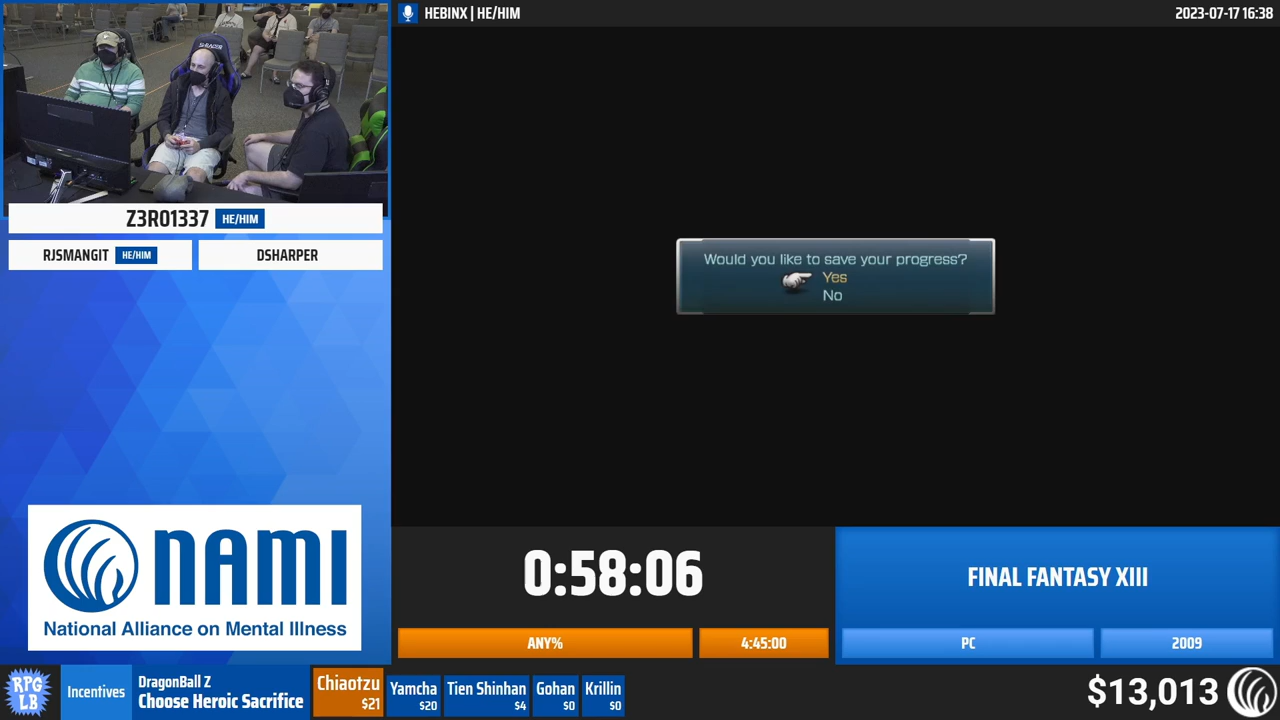 HEBINX | HE/HIM
2023-07-17 16:38
Z3R01337 HE/HIM
RJSMANGIT HE/HIM
DSHARPER
Would you like to save your progress?
Yes
No
NAMI
National Alliance on Mental Illness
0:58:06
ANY%
4:45:00
FINAL FANTASY XIII
PC
2009
RPG
LB
Incentives
DragonBall Z
Choose Heroic Sacrifice
Chiaotzu
$21
Yamcha
$20
Tien Shinhan
$4
Gohan
$0
Krillin
$0
$13,013